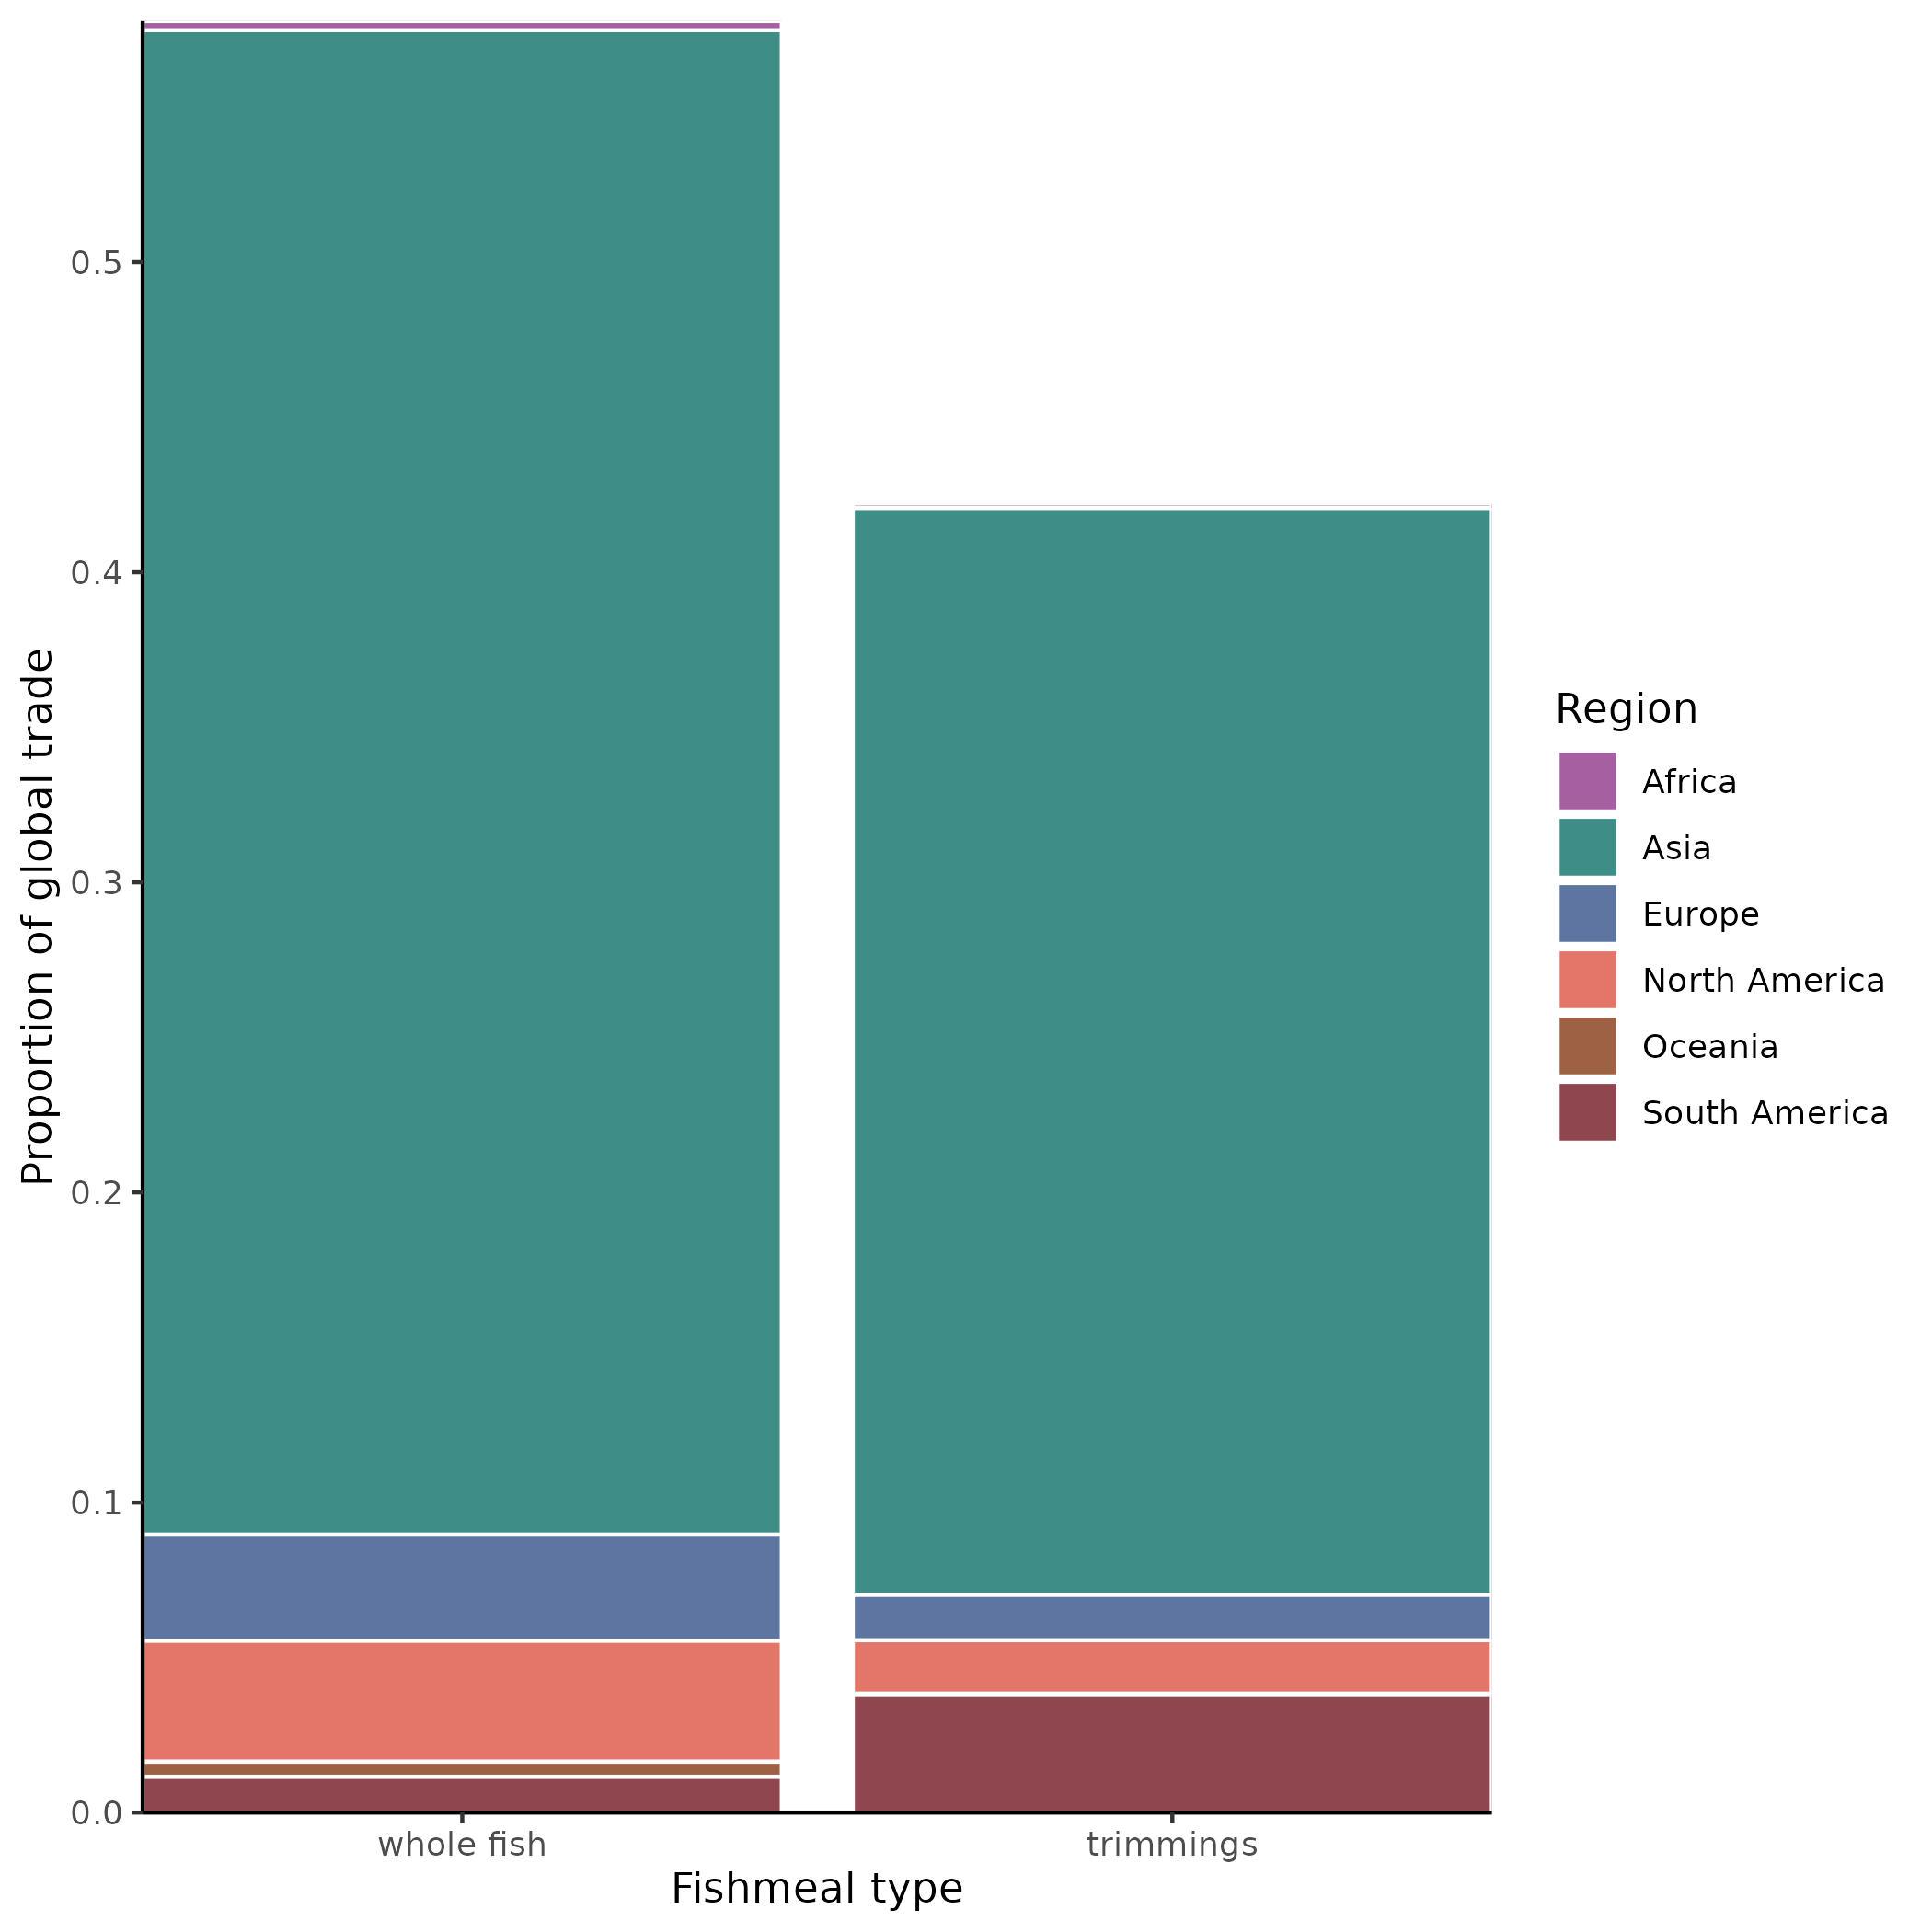 Proportion of global trade
0.5
0.4
0.3
0.2
0.1
0.0
whole fish
trimmings
Fishmeal type
Region
Africa
Asia
Europe
North America
Oceania
South America